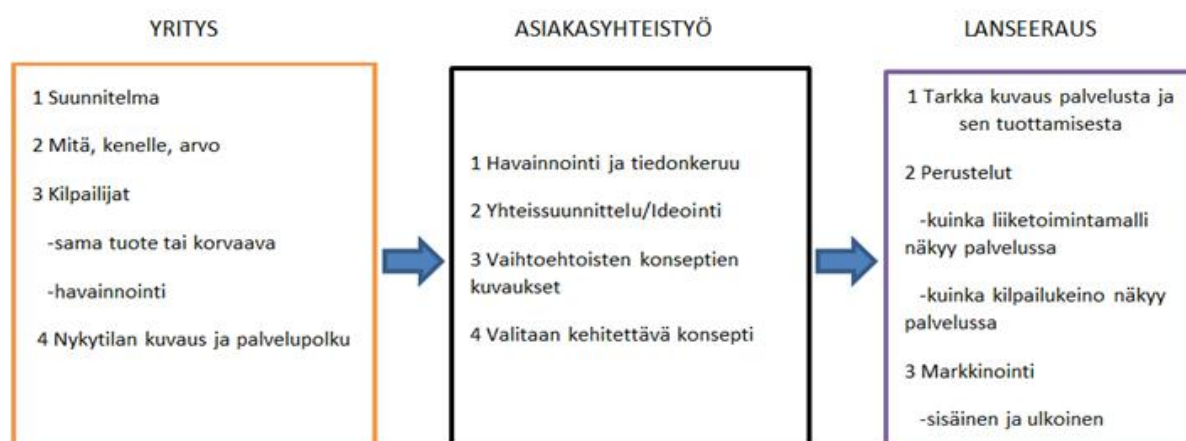 YRITYS
1 Suunnitelma
2 Mitä, kenelle, arvo
3 Kilpailijat
-sama tuote tai korvaava
-havainnointi
4 Nykytilan kuvaus ja palvelupolku
ASIAKASYHTEISTYÖ
1 Havainnointi ja tiedonkeruu
2 Yhteissuunnittelu/Ideointi
3 Vaihtoehtoisten konseptien
kuvaukset
4 Valitaan kehitettävä konsepti
LANSEERAUS
1 Tarkka kuvaus palvelusta ja
sen tuottamisesta
2 Perustelut
-kuinka liiketoimintamalli
näkyy palvelussa
-kuinka kilpailukeino näkyy
palvelussa
3 Markkinointi
-sisäinen ja ulkoinen